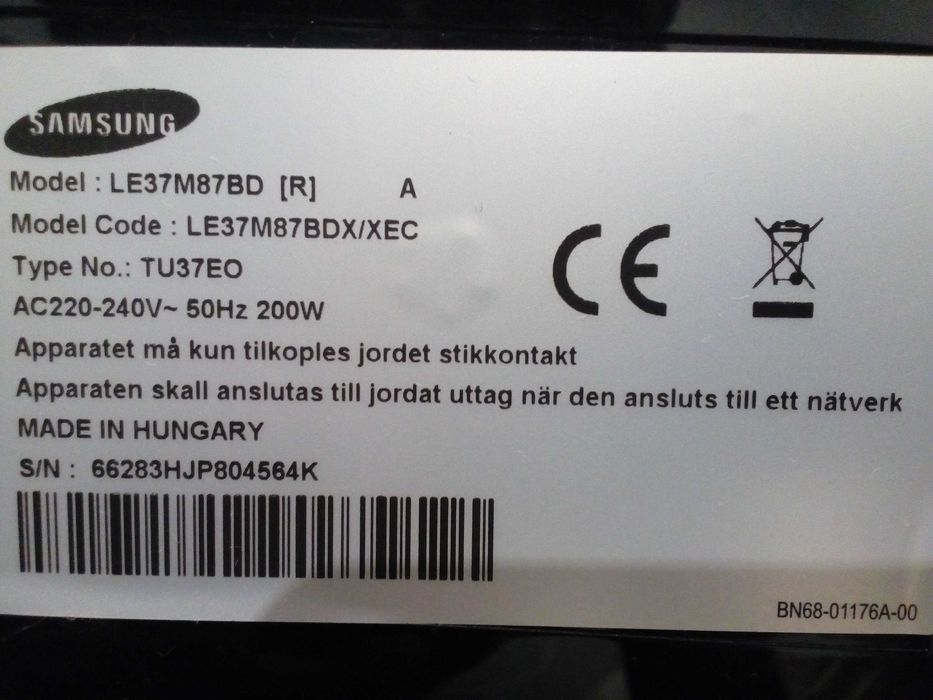 SAMSUNG
Model : LE37M87BD [R] A
Model Code : LE37M87BDX/XEC
Type No.: TU37EO
AC220-240V~ 50Hz 200W
Apparatet må kun tilkoples jordet stikkontakt
Apparaten skall anslutas till jordat uttag när den ansluts till ett nätverk
MADE IN HUNGARY
S/N : 66283HJP804564K
CE
BN68-01176A-00